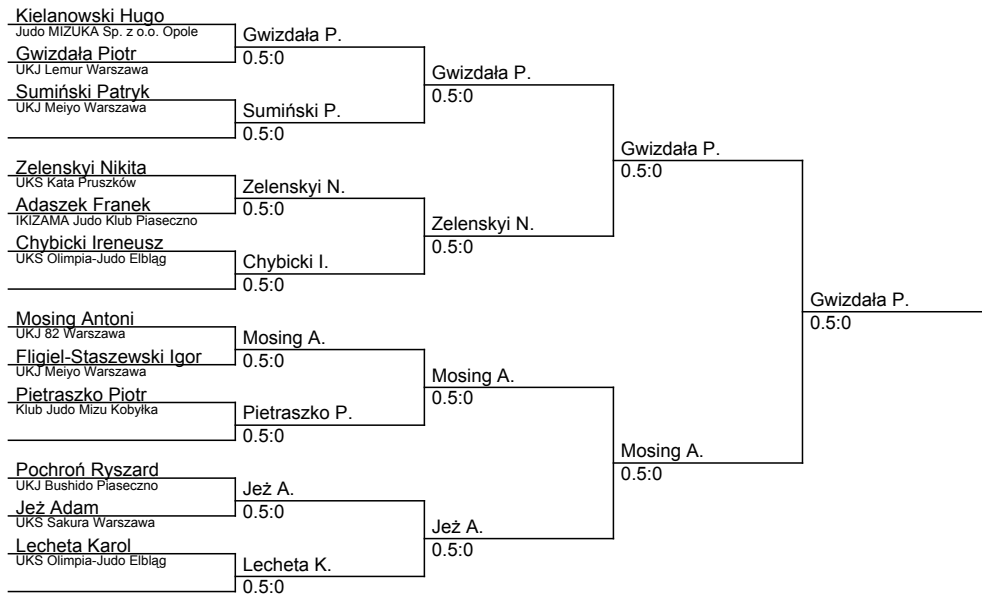 Kielanowski Hugo
Judo MIZUKA Sp. z o.o. Opole
Gwizdała Piotr
UKJ Lemur Warszawa
Sumiński Patryk
UKJ Meiyo Warszawa
Zelenskyi Nikita
UKS Kata Pruszków
Adaszek Franek
IKIZAMA Judo Klub Piaseczno
Chybicki Ireneusz
UKS Olimpia-Judo Elbląg
Mosing Antoni
UKJ 82 Warszawa
Fligiel-Staszewski Igor
UKJ Meiyo Warszawa
Pietraszko Piotr
Klub Judo Mizu Kobyłka
Pochroń Ryszard
UKJ Bushido Piaseczno
Jeż Adam
UKS Sakura Warszawa
Lecheta Karol
UKS Olimpia-Judo Elbląg
Gwizdała P.
0.5:0
Sumiński P.
0.5:0
Zelenskyi N.
0.5:0
Chybicki I.
0.5:0
Mosing A.
0.5:0
Pietraszko P.
0.5:0
Jeż A.
0.5:0
Lecheta K.
0.5:0
Gwizdała P.
0.5:0
Zelenskyi N.
0.5:0
Mosing A.
0.5:0
Jeż A.
0.5:0
Gwizdała P.
0.5:0
Mosing A.
0.5:0
Gwizdała P.
0.5:0